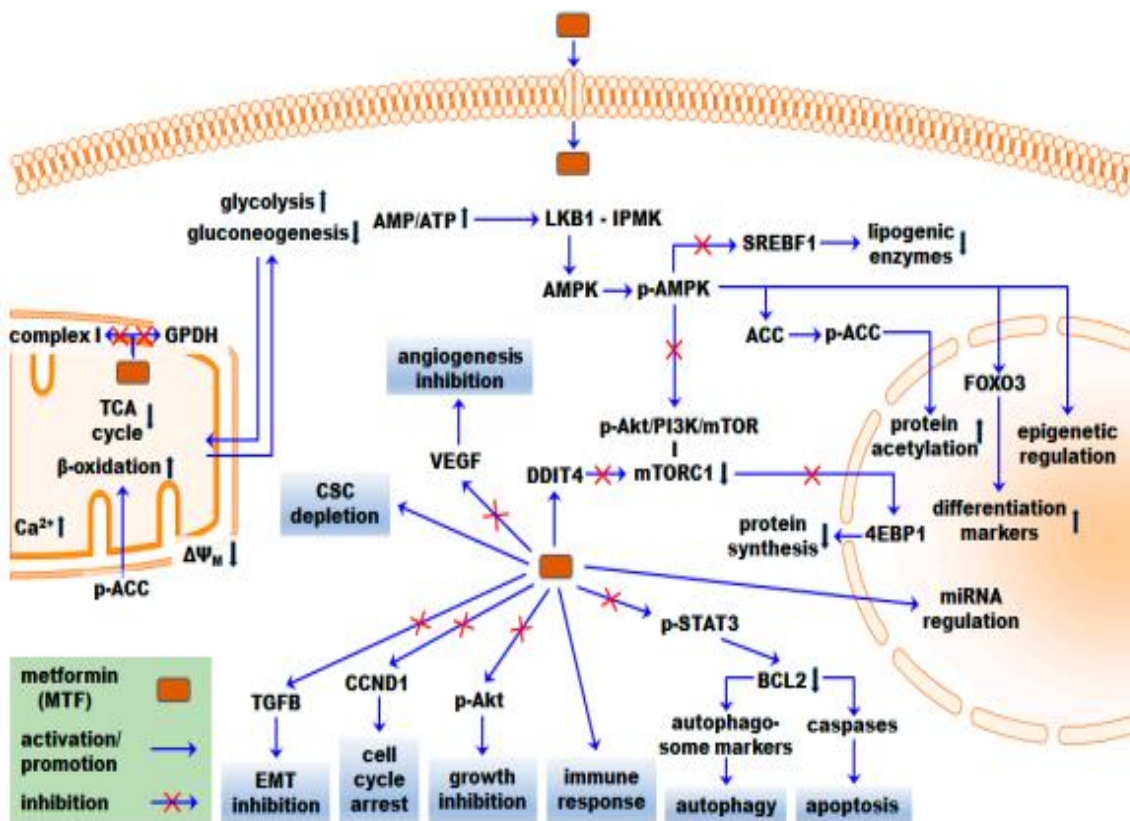 glycolysis ↑
gluconeogenesis ↓
AMP/ATP ↑
LKB1 - IPMK
SREBF1
lipogenic
enzymes ↓
AMPK
p-AMPK
complex I
GPDH
ACC
p-ACC
angiogenesis
inhibition
FOXO3
TCA
cycle ↓
β-oxidation ↑
protein
acetylation ↑
epigenetic
regulation
p-Akt/PI3K/mTOR
VEGF
DDIT4
mTORC1 ↓
CSC
depletion
Ca²⁺ ↑
ΔΨM ↓
protein
synthesis ↓
4EBP1
differentiation
markers ↑
p-ACC
miRNA
regulation
p-STAT3
metformin
(MTF)
activation/
promotion
inhibition
TGFB
CCND1
p-Akt
BCL2 ↓
autophago-
some markers
caspases
EMT
inhibition
cell
cycle
arrest
growth
inhibition
immune
response
autophagy
apoptosis